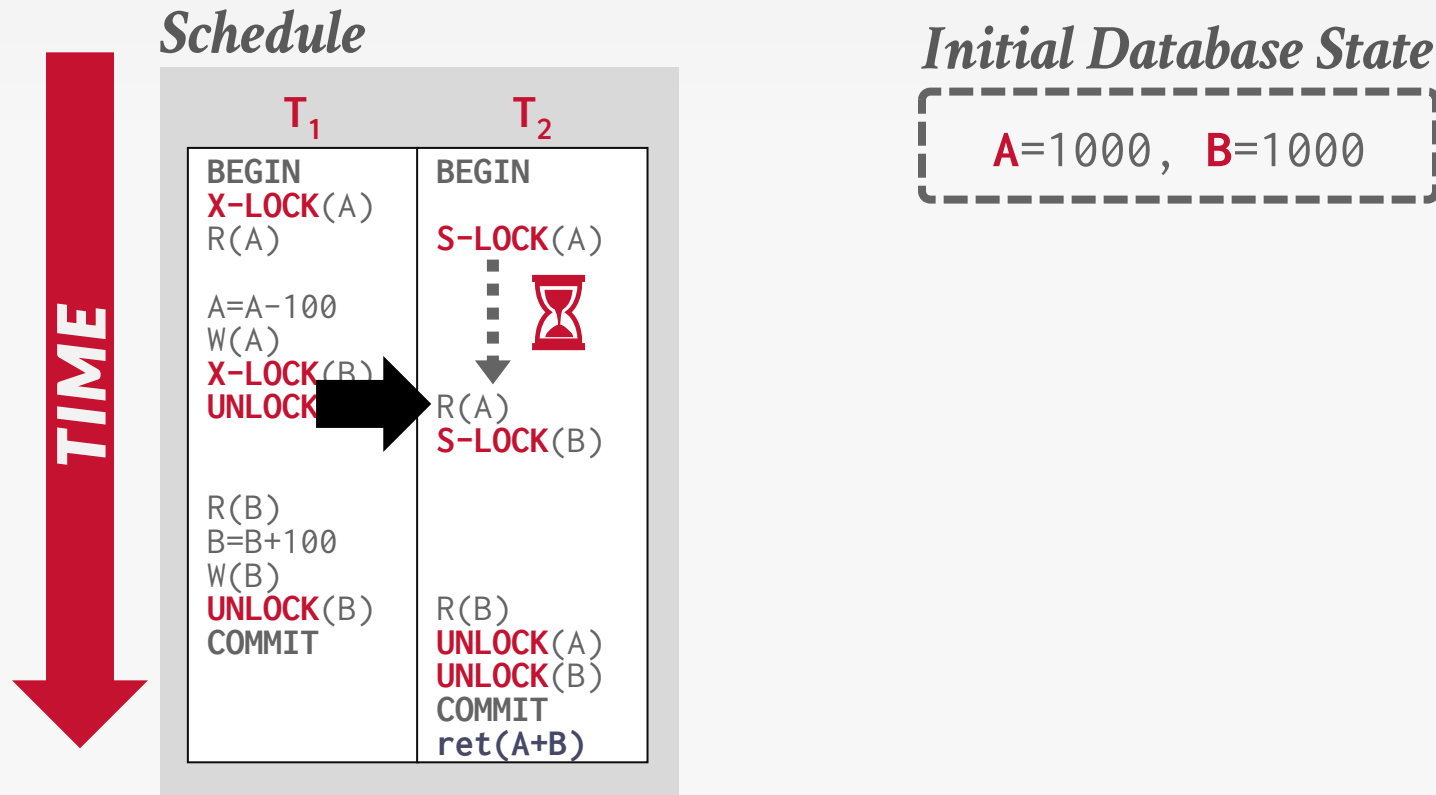 Schedule
Initial Database State
A=1000, B=1000
TIME
T1
T2
BEGIN
X-LOCK(A)
R(A)
A=A-100
W(A)
X-LOCK(B)
UNLOCK
R(B)
B=B+100
W(B)
UNLOCK(B)
COMMIT
BEGIN
S-LOCK(A)
R(A)
S-LOCK(B)
R(B)
UNLOCK(A)
UNLOCK(B)
COMMIT
ret(A+B)